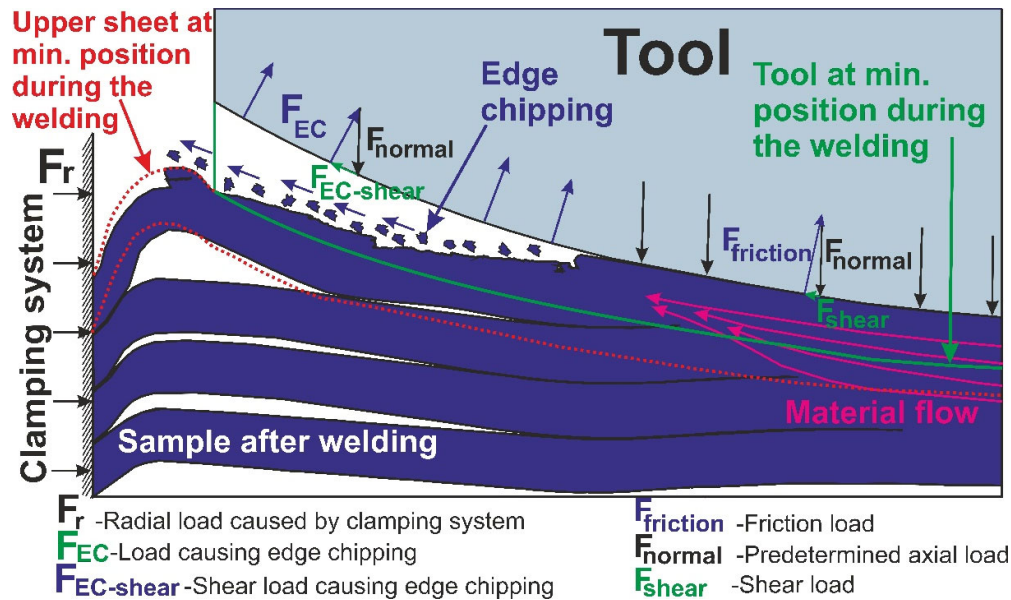 Upper sheet at
min. position
during the
welding
Tool
Edge
chipping
Tool at min.
position during
the welding
FEC
Fnormal
FEC-shear
Fr
Clamping system
Ffriction
Fnormal
Fshear
Material flow
Sample after welding
Fr -Radial load caused by clamping system
FEC-Load causing edge chipping
FEC-shear-Shear load causing edge chipping
Ffriction -Friction load
Fnormal -Predetermined axial load
Fshear -Shear load